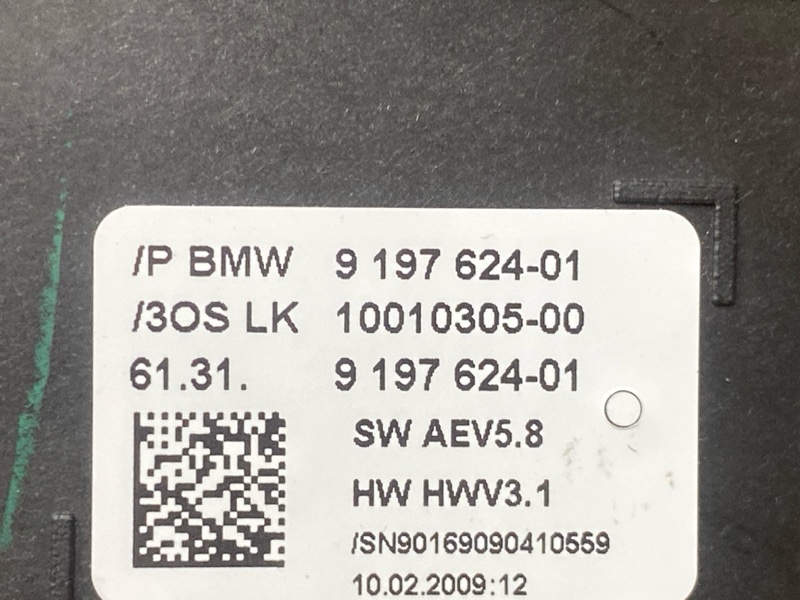 /P BMW 9 197 624-01
/3OS LK 10010305-00
61.31. 9 197 624-01
SW AEV5.8
HW HWV3.1
/SN90169090410559
10.02.2009:12